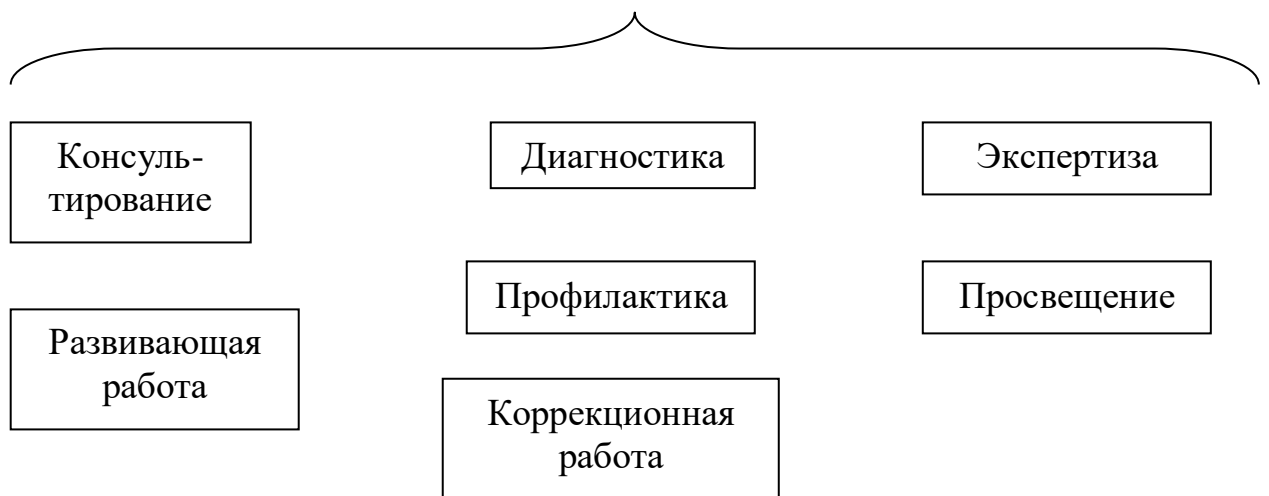 Консуль-
тирование
Диагностика
Экспертиза
Профилактика
Просвещение
Развивающая
работа
Коррекционная
работа